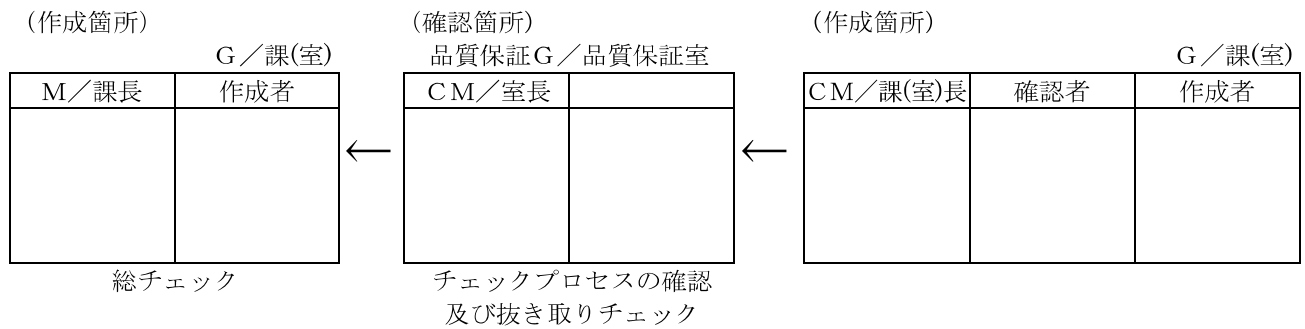 (作成箇所)
G/課(室)
M/課長
作成者
総チェック
←
(確認箇所)
品質保証G/品質保証室
CM/室長
チェックプロセスの確認
及び抜き取りチェック
←
(作成箇所)
G/課(室)
CM/課(室)長
確認者
作成者